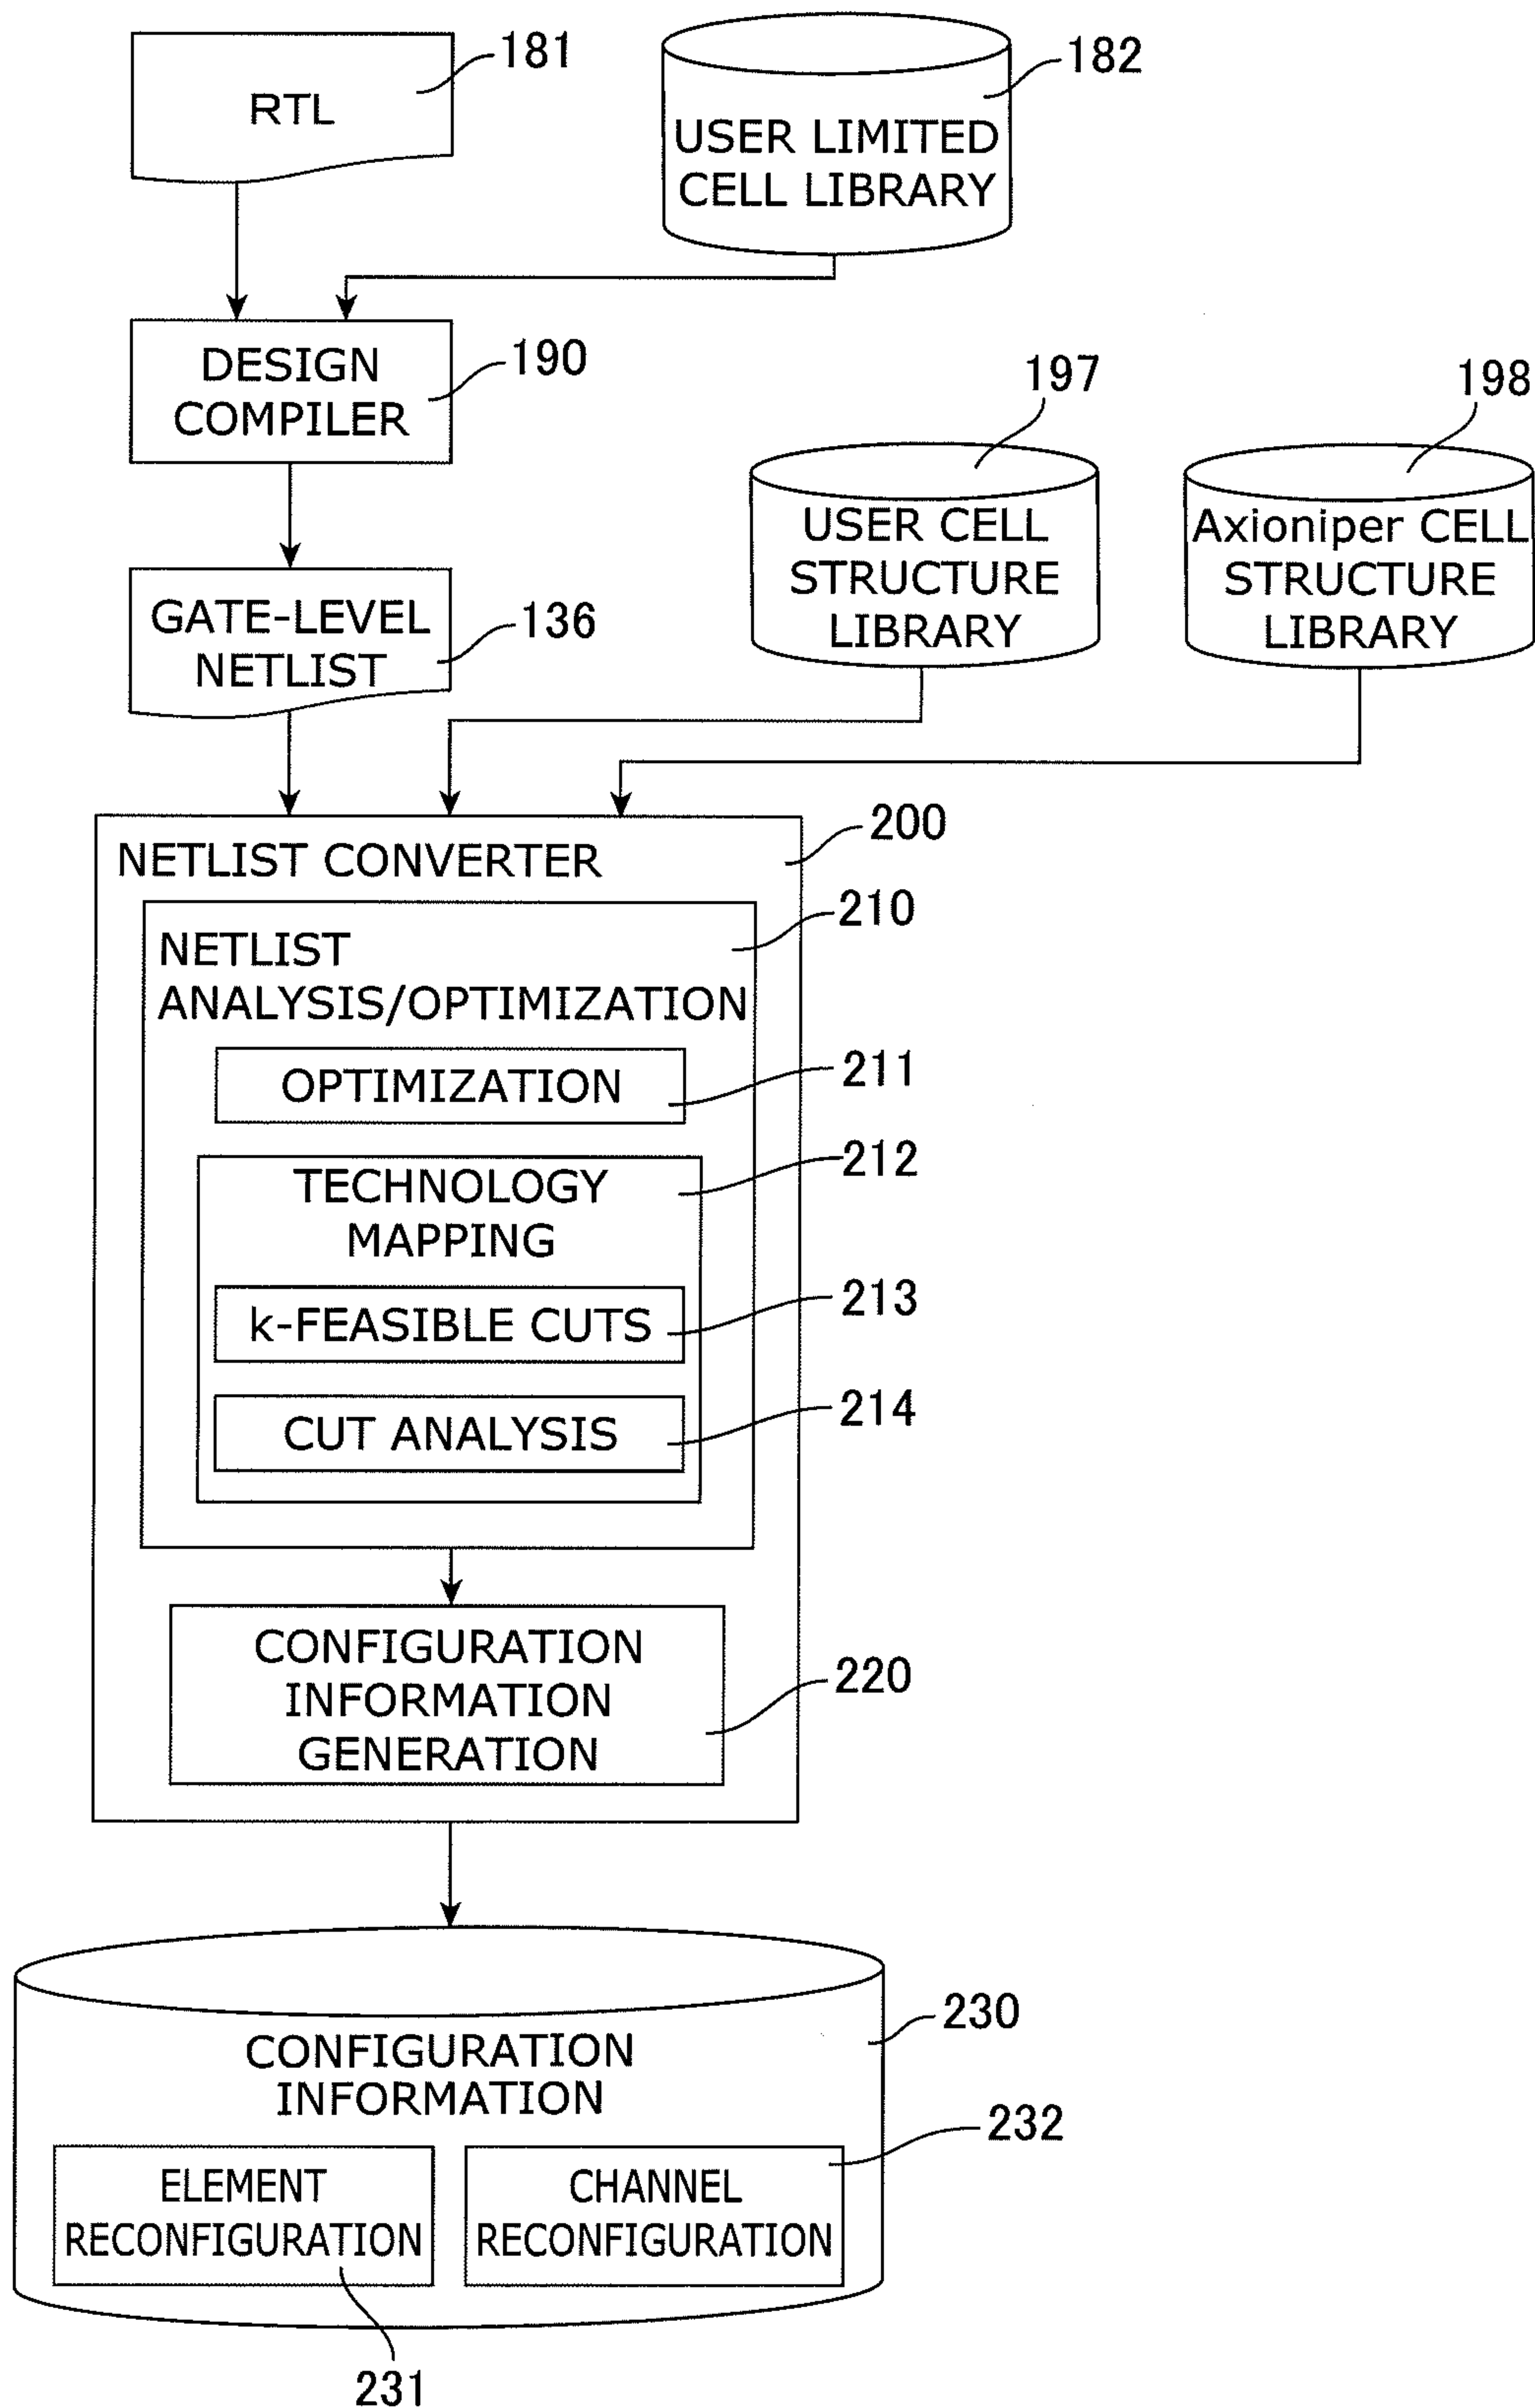 181
RTL
182
USER LIMITED
CELL LIBRARY
DESIGN
COMPILER
190
197
198
USER CELL
STRUCTURE
LIBRARY
Axioniper CELL
STRUCTURE
LIBRARY
GATE-LEVEL
NETLIST
136
200
NETLIST CONVERTER
210
NETLIST
ANALYSIS/OPTIMIZATION
OPTIMIZATION
211
TECHNOLOGY
MAPPING
212
k-FEASIBLE CUTS
213
CUT ANALYSIS
214
CONFIGURATION
INFORMATION
GENERATION
220
230
CONFIGURATION
INFORMATION
232
ELEMENT
RECONFIGURATION
CHANNEL
RECONFIGURATION
231